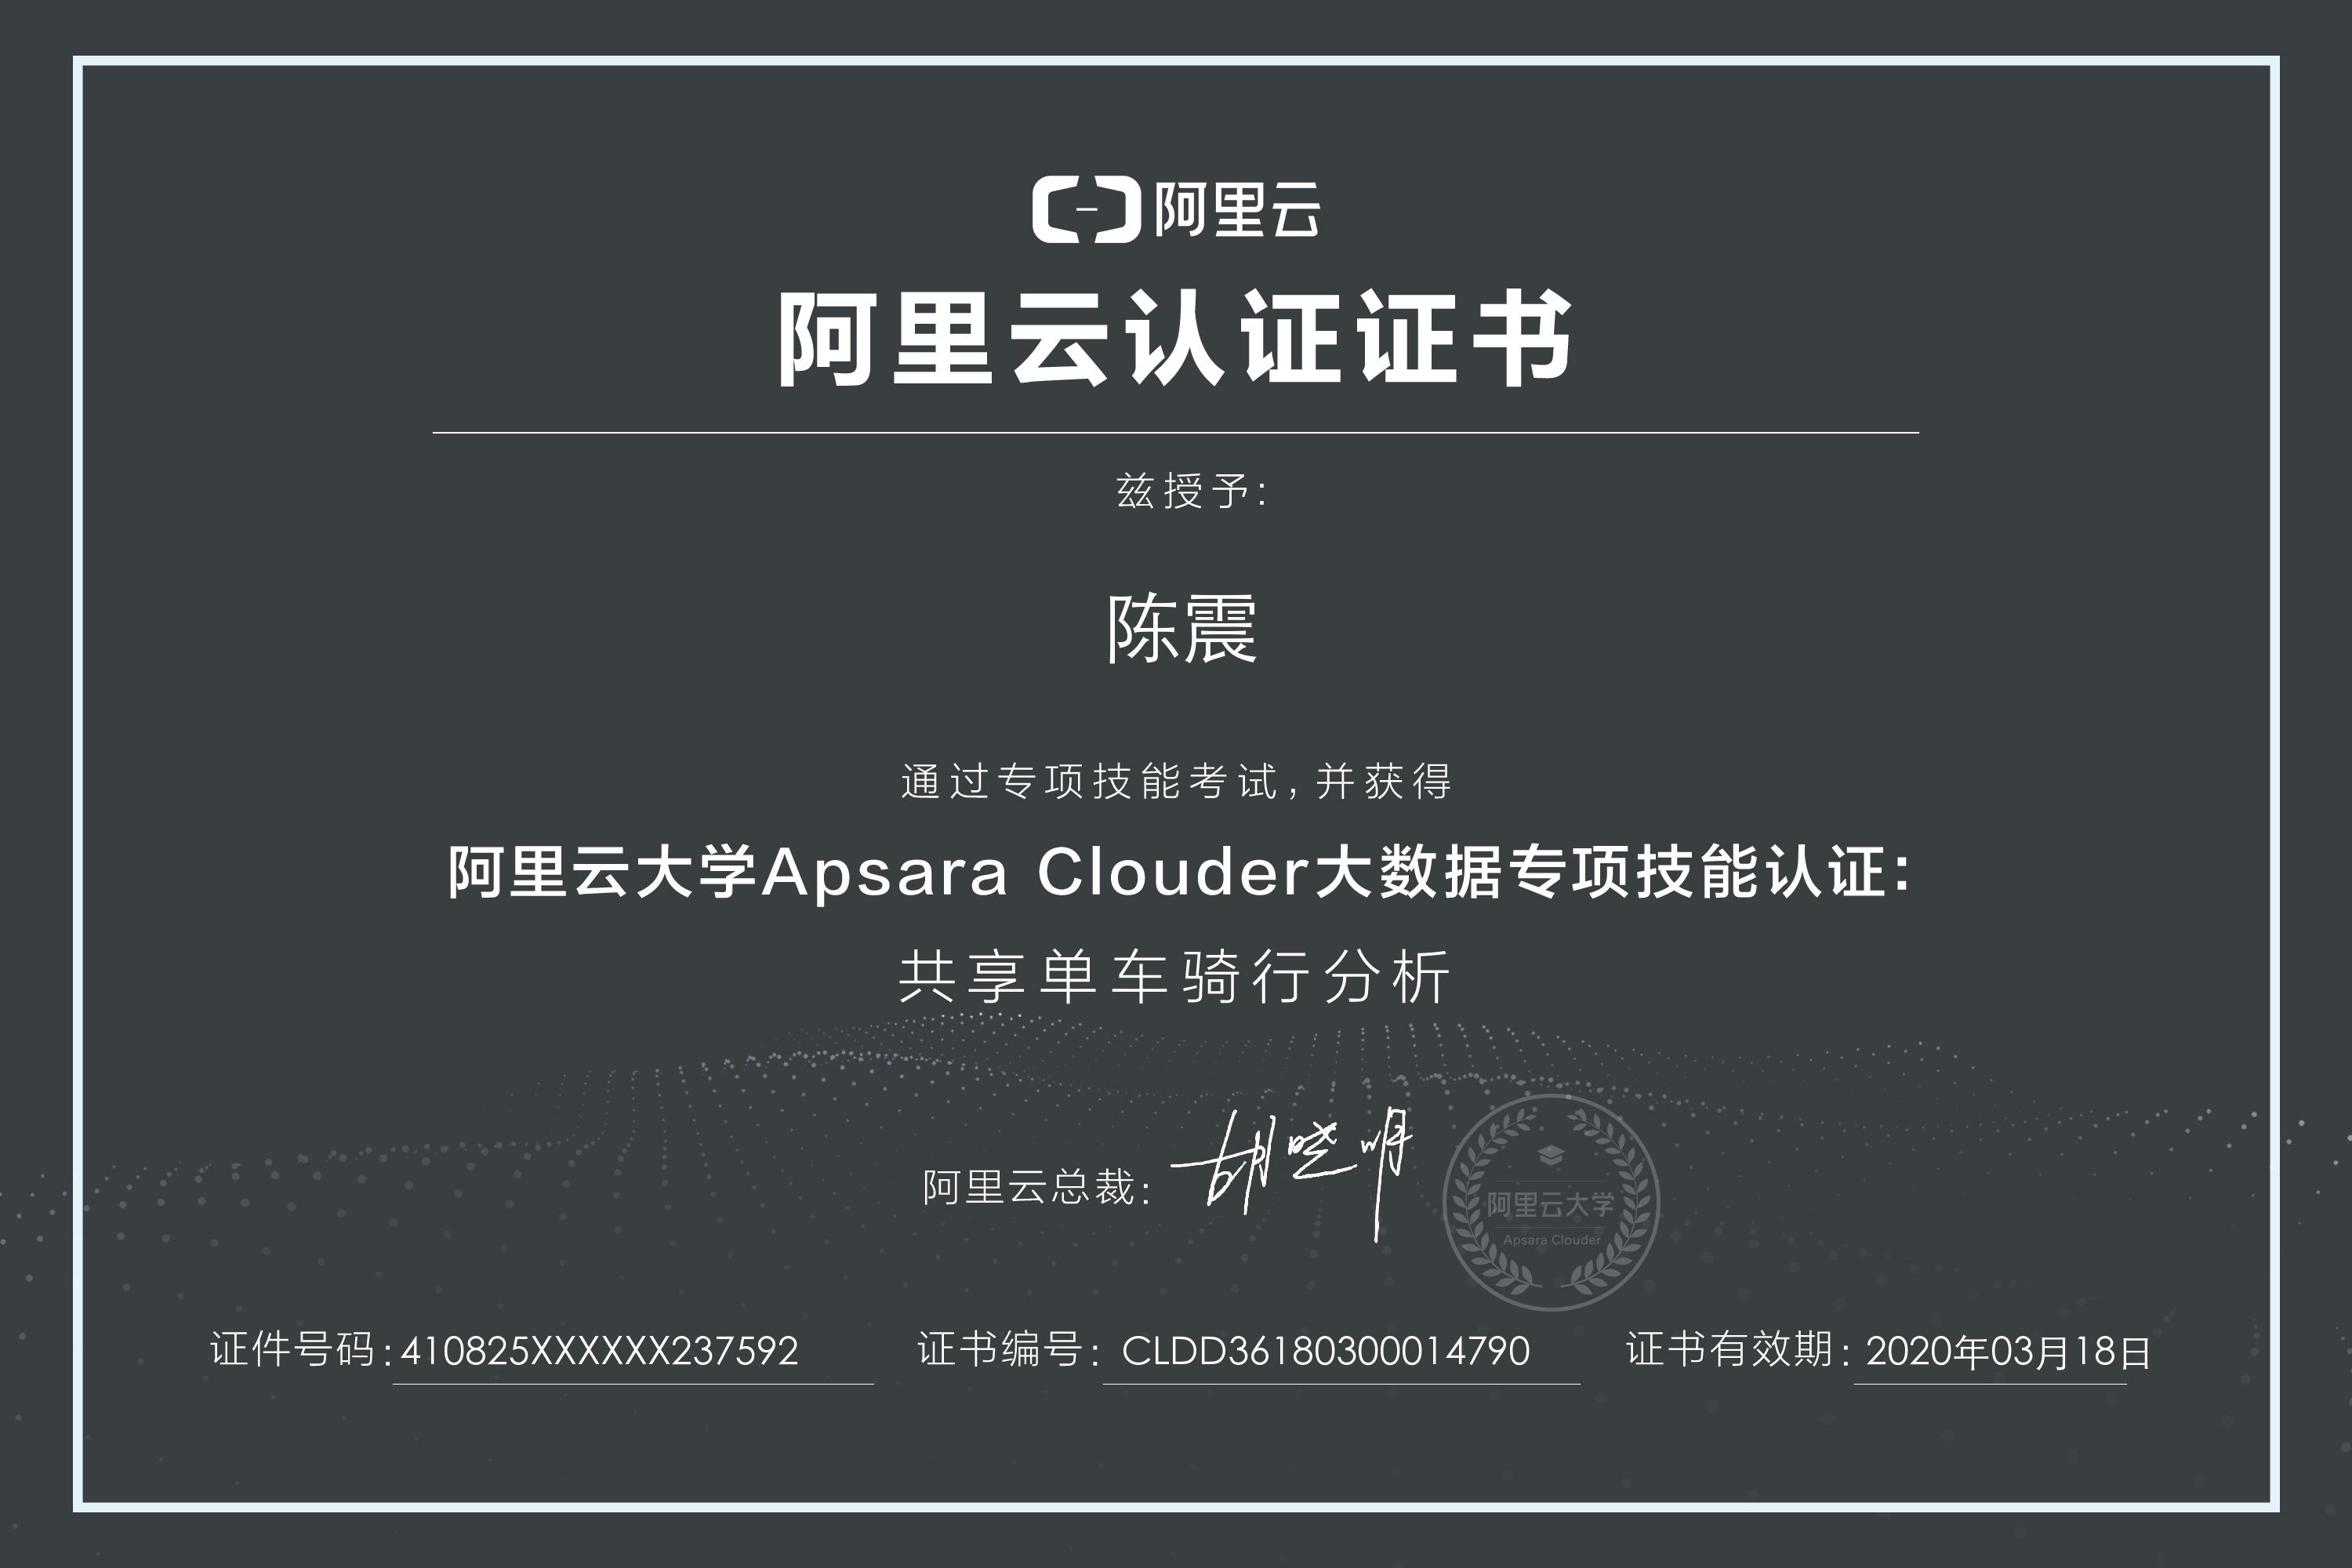 阿里云
阿里云认证证书
兹授予：
陈震
通过专项技能考试，并获得
阿里云大学Apsara Clouder大数据专项技能认证：
共享单车骑行分析
阿里云总裁：
阿里云大学
Apsara Clouder
证件号码：410825XXXXXXX237592 证书编号： CLDD36180300014790 证书有效期：2020年03月18日